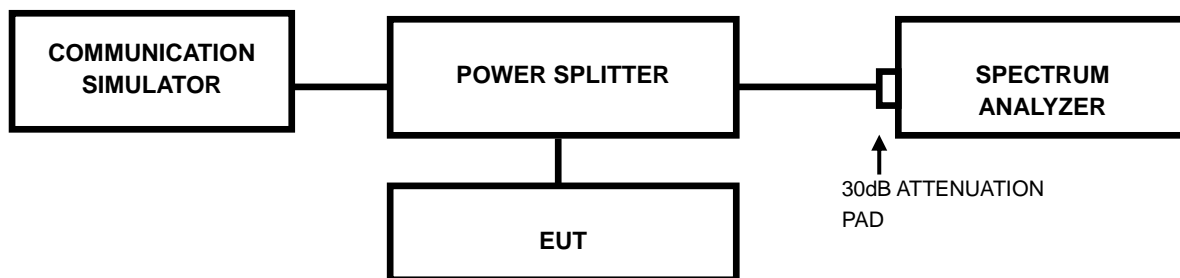 COMMUNICATION
SIMULATOR
POWER SPLITTER
SPECTRUM
ANALYZER
30dB ATTENUATION
PAD
EUT